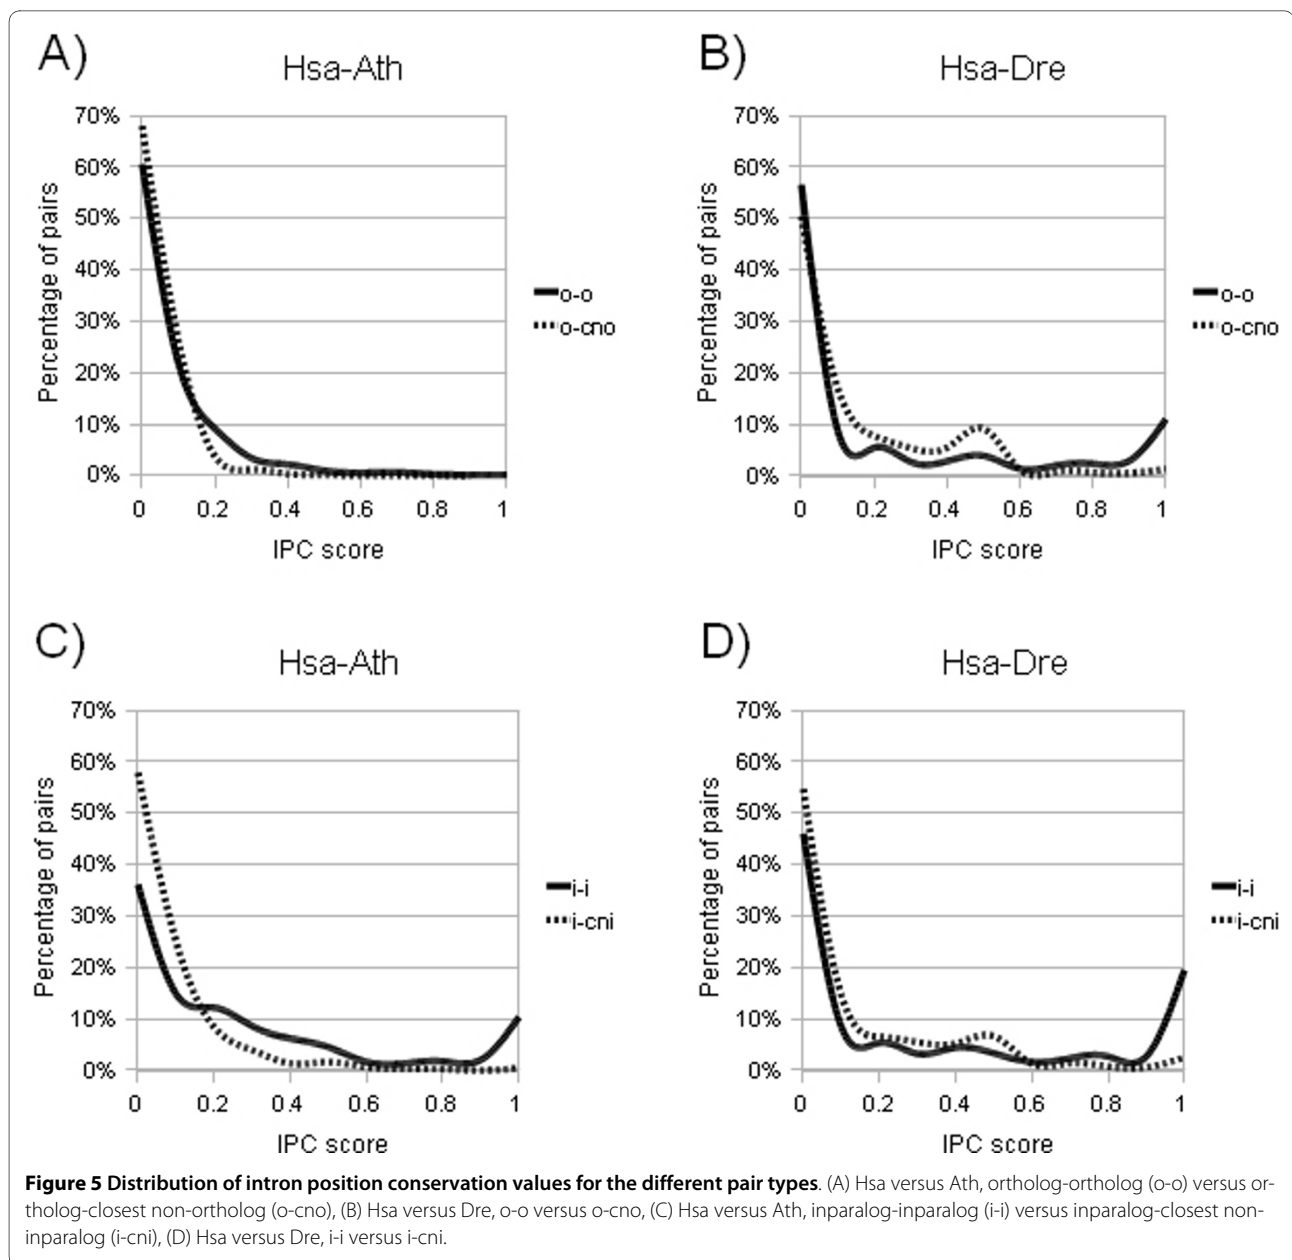 A)
Hsa-Ath
70%
60%
50%
40%
30%
20%
10%
0%
Percentage of pairs
0 0.2 0.4 0.6 0.8 1
IPC score
o-o
o-cno
B)
Hsa-Dre
70%
60%
50%
40%
30%
20%
10%
0%
Percentage of pairs
0 0.2 0.4 0.6 0.8 1
IPC score
o-o
o-cno
C)
Hsa-Ath
70%
60%
50%
40%
30%
20%
10%
0%
Percentage of pairs
0 0.2 0.4 0.6 0.8 1
IPC score
i-i
i-cni
D)
Hsa-Dre
70%
60%
50%
40%
30%
20%
10%
0%
Percentage of pairs
0 0.2 0.4 0.6 0.8 1
IPC score
i-i
i-cni
Figure 5 Distribution of intron position conservation values for the different pair types. (A) Hsa versus Ath, ortholog-ortholog (o-o) versus or-
tholog-closest non-ortholog (o-cno), (B) Hsa versus Dre, o-o versus o-cno, (C) Hsa versus Ath, inparalog-inparalog (i-i) versus inparalog-closest non-
inparalog (i-cni), (D) Hsa versus Dre, i-i versus i-cni.